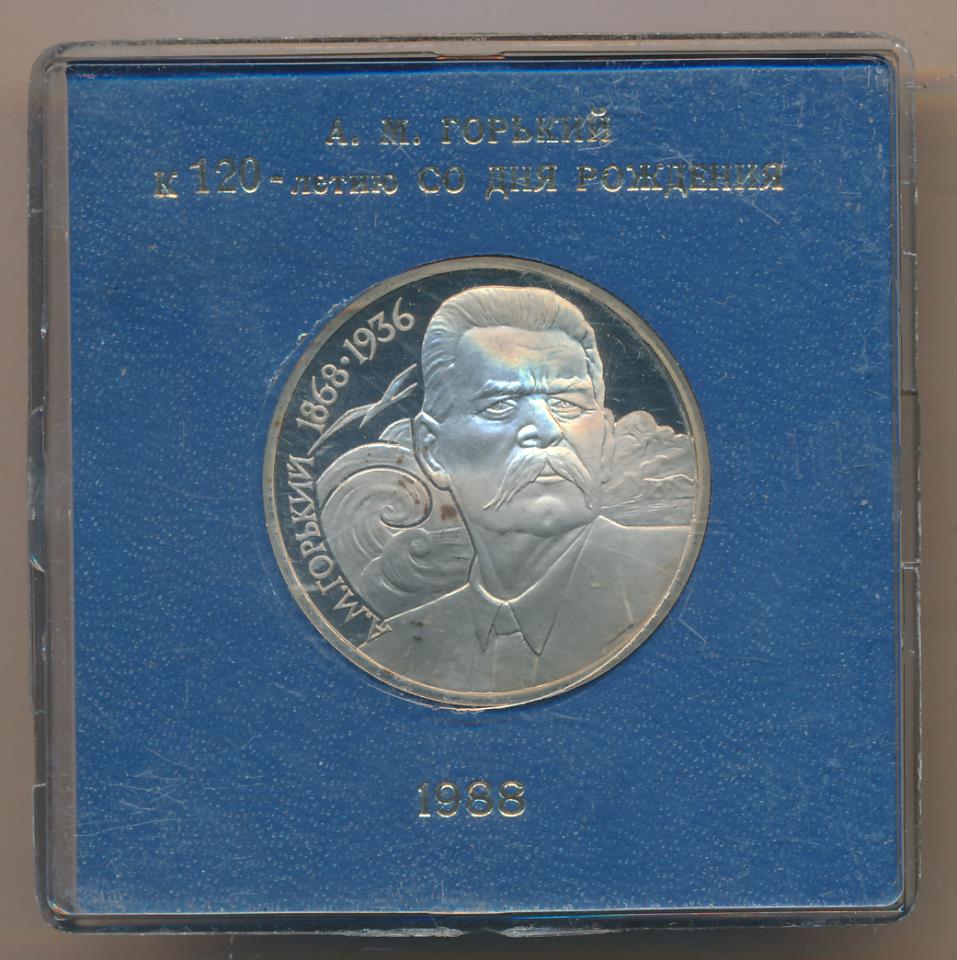 А. М. ГОРЬКИЙ
к 120-летию СО ДНЯ РОЖДЕНИЯ
А.М.ГОРЬКИЙ 1868·1936
1988